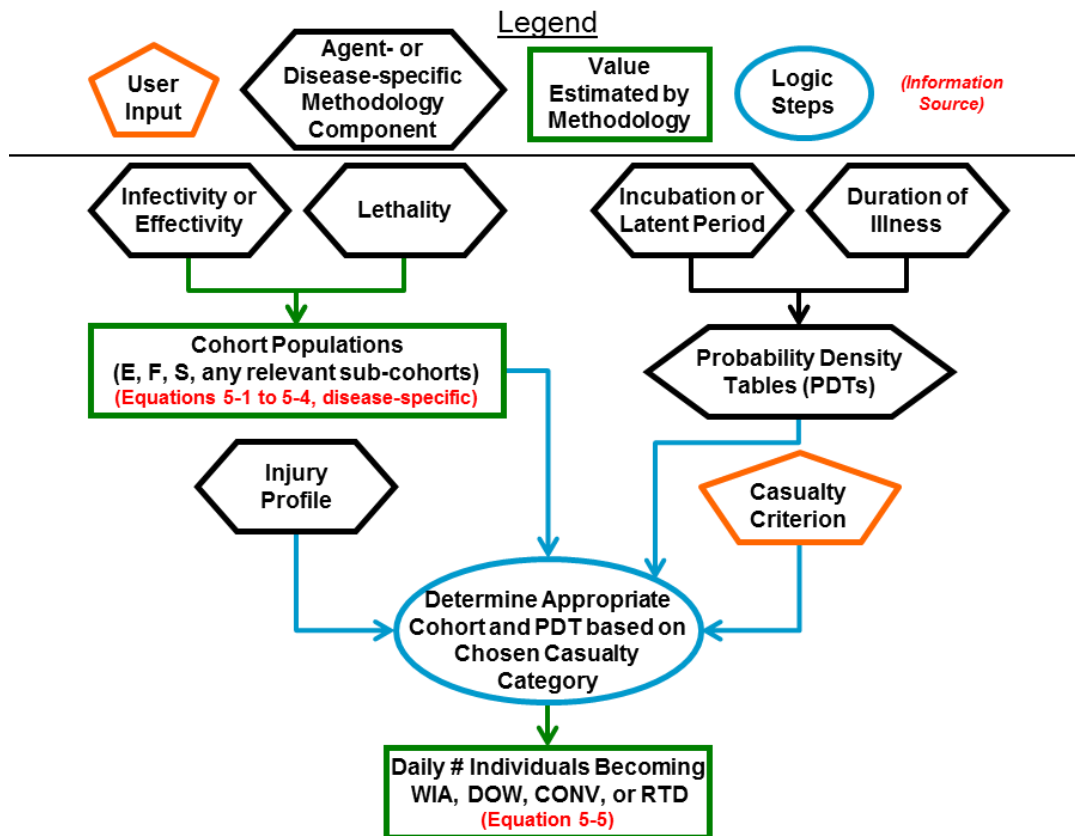 Legend
User
Input
Agent- or
Disease-specific
Methodology
Component
Value
Estimated by
Methodology
Logic
Steps
(Information
Source)
Infectivity or
Effectivity
Lethality
Incubation or
Latent Period
Duration of
Illness
Cohort Populations
(E, F, S, any relevant sub-cohorts)
(Equations 5-1 to 5-4, disease-specific)
Probability Density
Tables (PDTs)
Injury
Profile
Casualty
Criterion
Determine Appropriate
Cohort and PDT based on
Chosen Casualty
Category
Daily # Individuals Becoming
WIA, DOW, CONV, or RTD
(Equation 5-5)